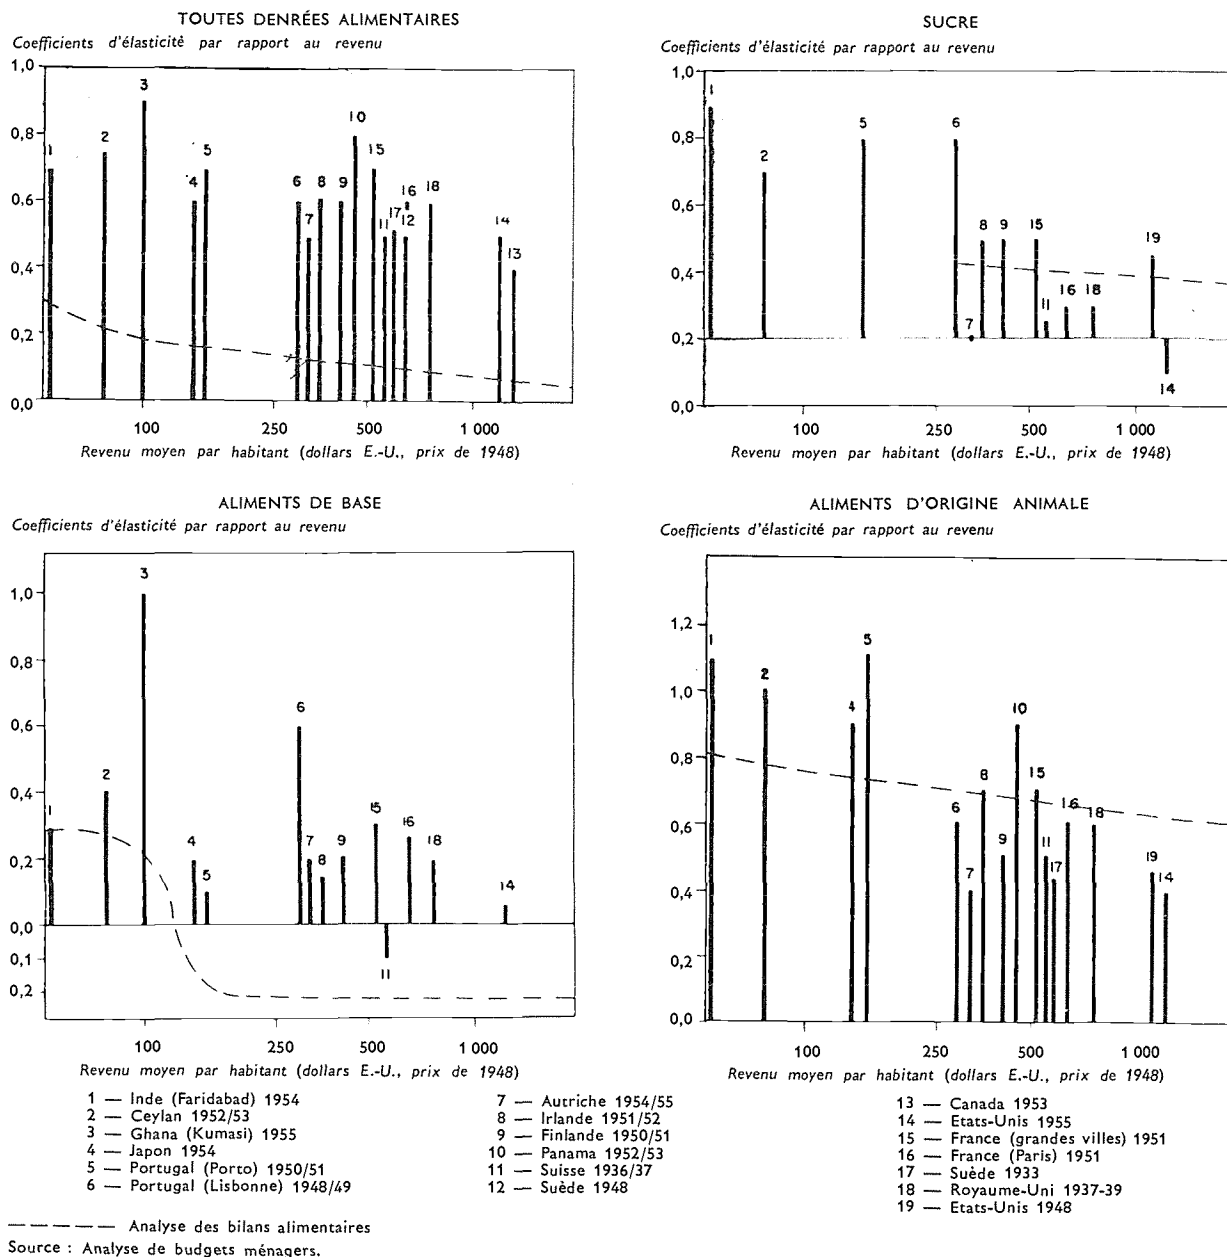 TOUTES DENRÉES ALIMENTAIRES
Coefficients d'élasticité par rapport au revenu
1,0
0,8
0,6
0,4
0,2
0,0
1
2
3
4
5
6
7
8
9
10
15
11
17
16
12
18
14
13
100 250 500 1 000
Revenu moyen par habitant (dollars E.-U., prix de 1948)
SUCRE
Coefficients d'élasticité par rapport au revenu
1,0
0,8
0,6
0,4
0,2
0,0
1
2
5
6
7
8
9
15
11
16
18
19
14
100 250 500 1 000
Revenu moyen par habitant (dollars E.-U., prix de 1948)
ALIMENTS DE BASE
Coefficients d'élasticité par rapport au revenu
1,0
0,8
0,6
0,4
0,2
0,0
0,1
0,2
1
2
3
4
5
6
7
8
9
15
11
16
18
14
100 250 500 1 000
Revenu moyen par habitant (dollars E.-U., prix de 1948)
ALIMENTS D'ORIGINE ANIMALE
Coefficients d'élasticité par rapport au revenu
1,2
1,0
0,8
0,6
0,4
0,2
0,0
1
2
4
5
6
7
8
9
10
15
11
17
16
18
19
14
100 250 500 1 000
Revenu moyen par habitant (dollars E.-U., prix de 1948)
1 — Inde (Faridabad) 1954
2 — Ceylan 1952/53
3 — Ghana (Kumasi) 1955
4 — Japon 1954
5 — Portugal (Porto) 1950/51
6 — Portugal (Lisbonne) 1948/49
7 — Autriche 1954/55
8 — Irlande 1951/52
9 — Finlande 1950/51
10 — Panama 1952/53
11 — Suisse 1936/37
12 — Suède 1948
13 — Canada 1953
14 — Etats-Unis 1955
15 — France (grandes villes) 1951
16 — France (Paris) 1951
17 — Suède 1933
18 — Royaume-Uni 1937-39
19 — Etats-Unis 1948
Analyse des bilans alimentaires
Source : Analyse de budgets ménagers.